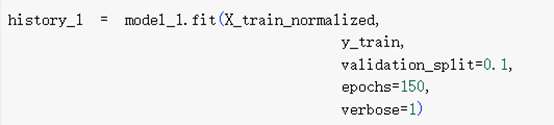 history_1 = model_1.fit(X_train_normalized,
y_train,
validation_split=0.1,
epochs=150,
verbose=1)